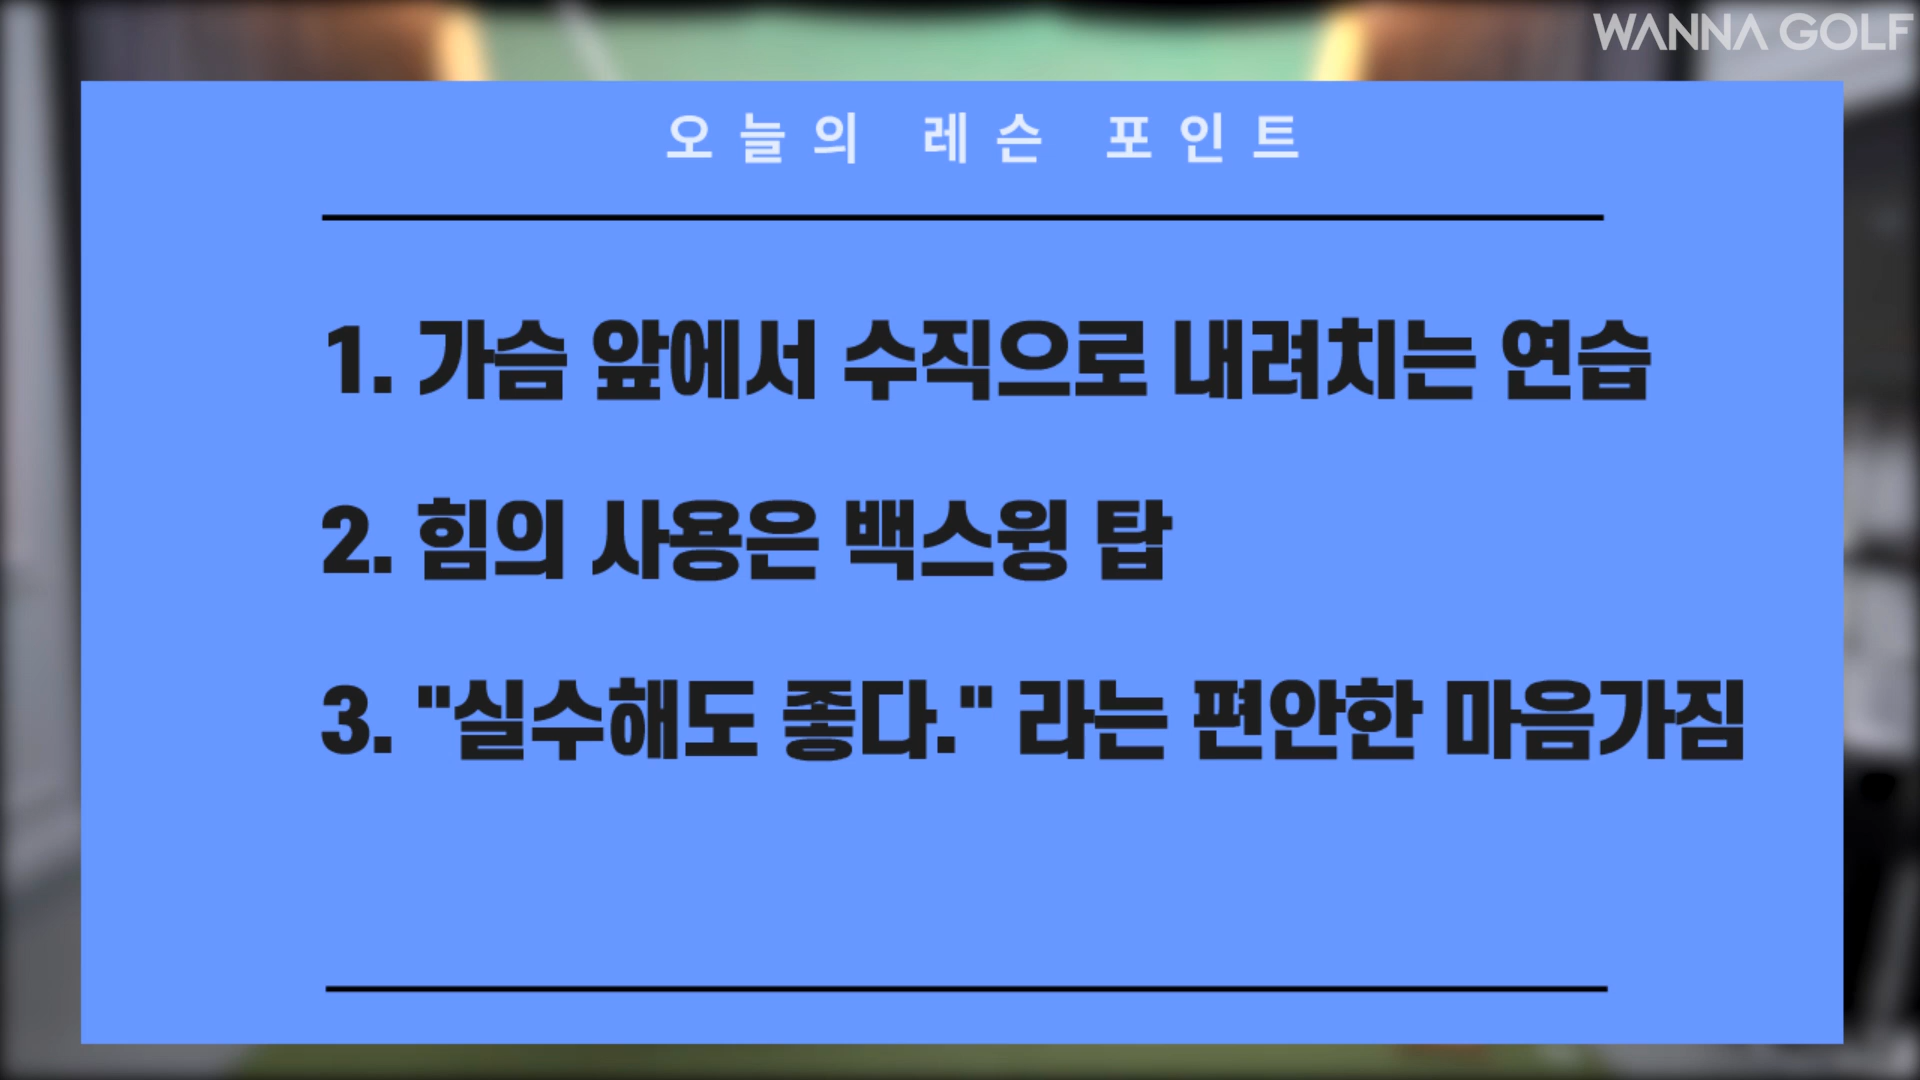 WANNA GOLF
오늘의 레슨 포인트
1. 가슴 앞에서 수직으로 내려치는 연습
2. 힘의 사용은 백스윙 탑
3. "실수해도 좋다." 라는 편안한 마음가짐